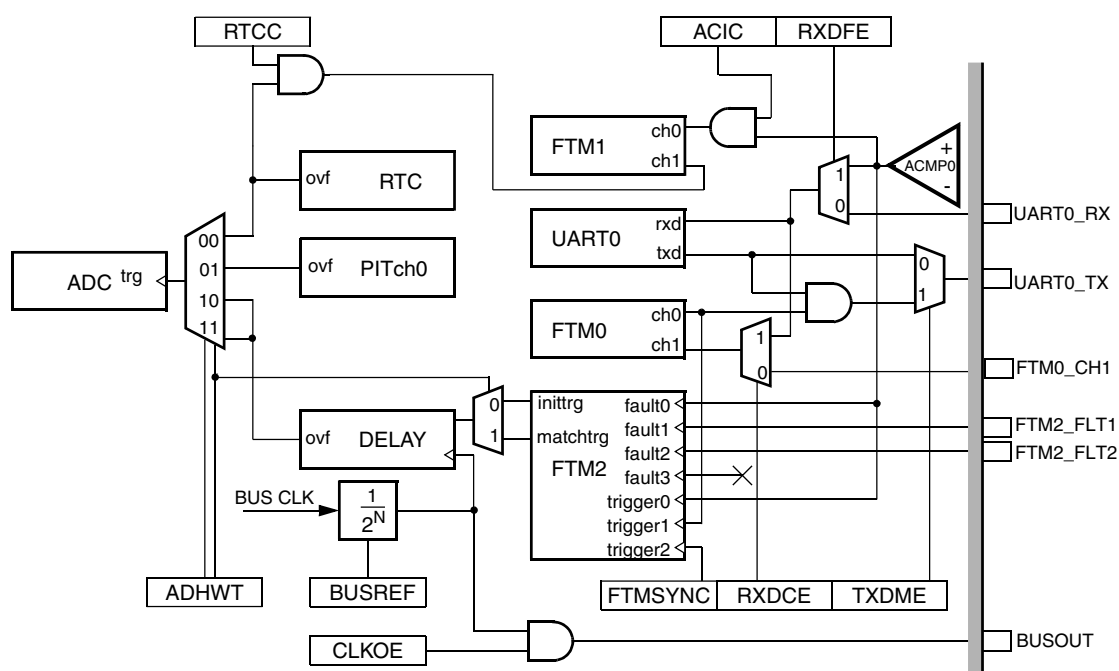 RTCC
ACIC
RXDFE
FTM1
ch0
ch1
1
0
+
ACMP0
-
ovf
RTC
UART0
rxd
txd
UART0_RX
00
01
10
11
ADC
trg
ovf
PITch0
0
1
UART0_TX
FTM0
ch0
ch1
1
0
FTM0_CH1
ovf
DELAY
0
1
inittrg
matchtrg
FTM2
fault0
fault1
fault2
fault3
trigger0
trigger1
trigger2
FTM2_FLT1
FTM2_FLT2
BUS CLK
1
2N
ADHWT
BUSREF
FTMSYNC
RXDCE
TXDME
CLKOE
BUSOUT